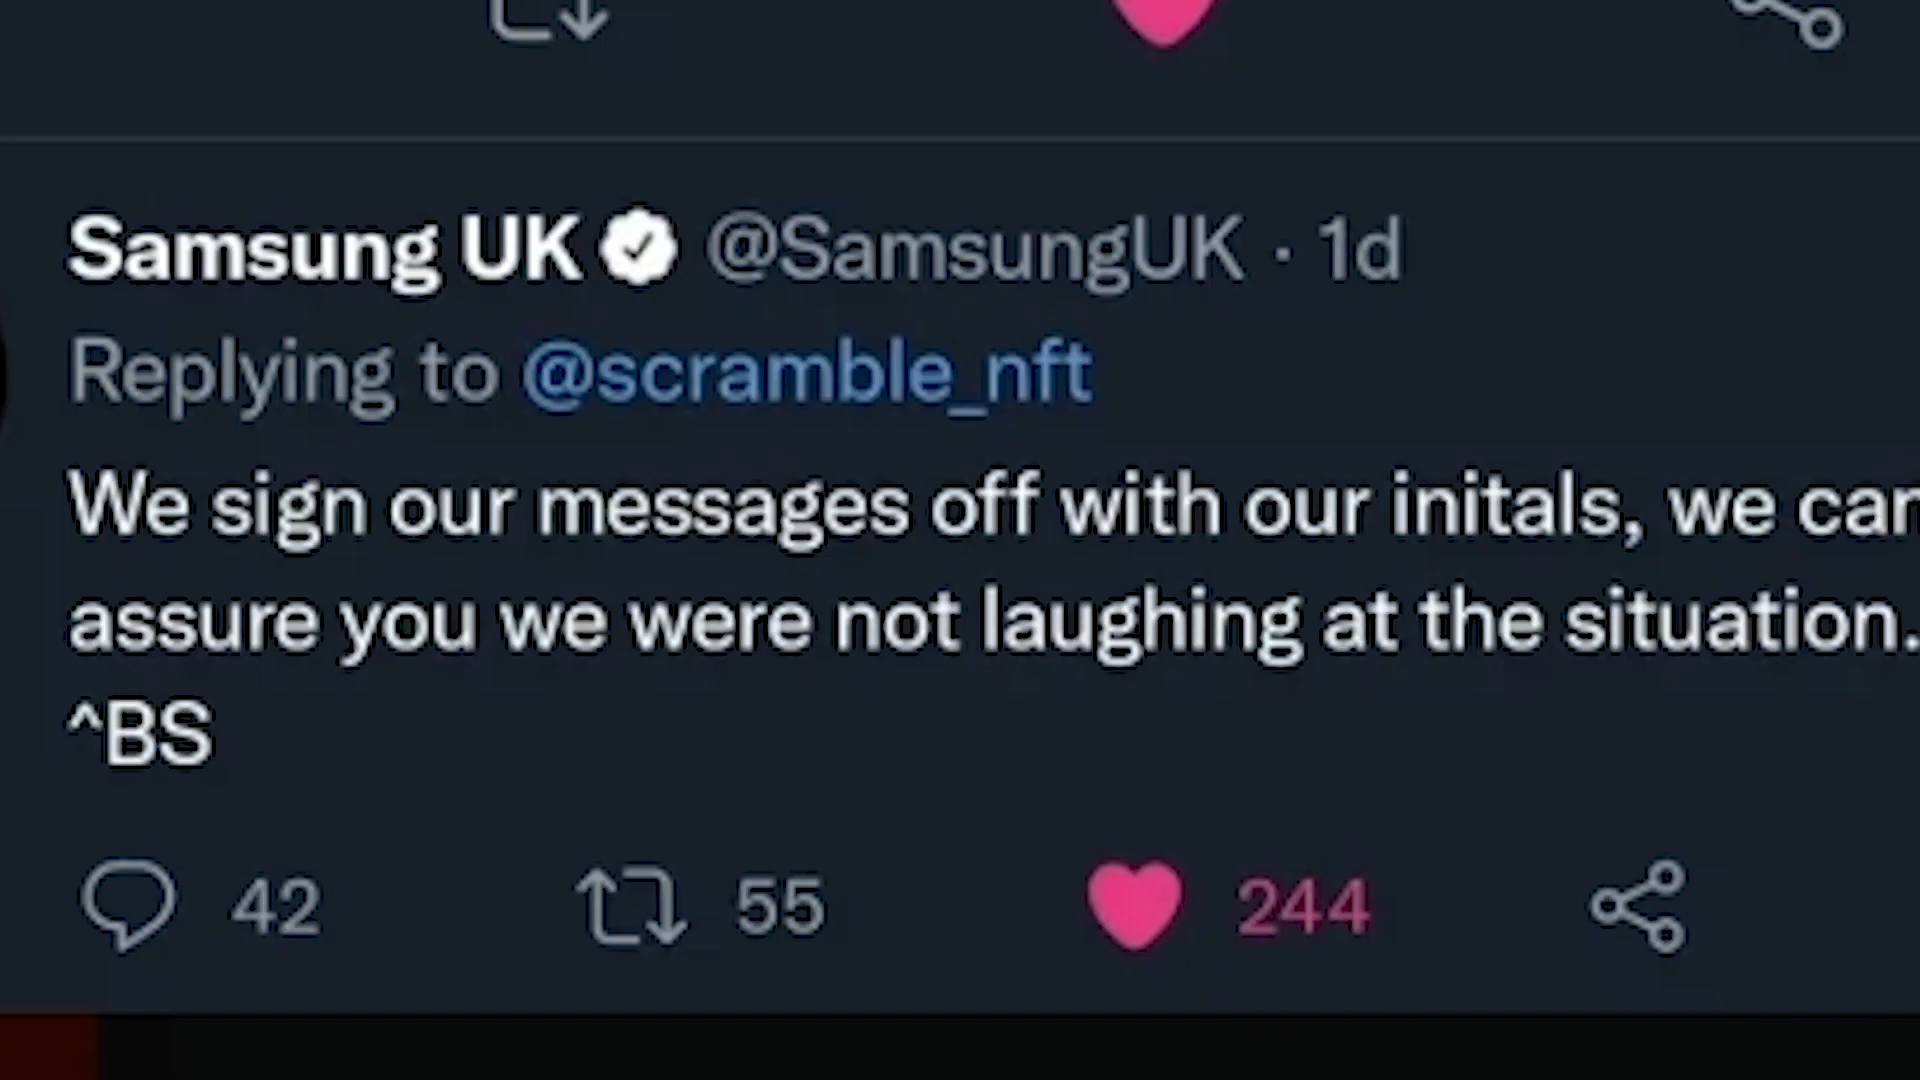 Samsung UK @SamsungUK · 1d
Replying to @scramble_nft
We sign our messages off with our initals, we can
assure you we were not laughing at the situation.
^BS
42 55 244